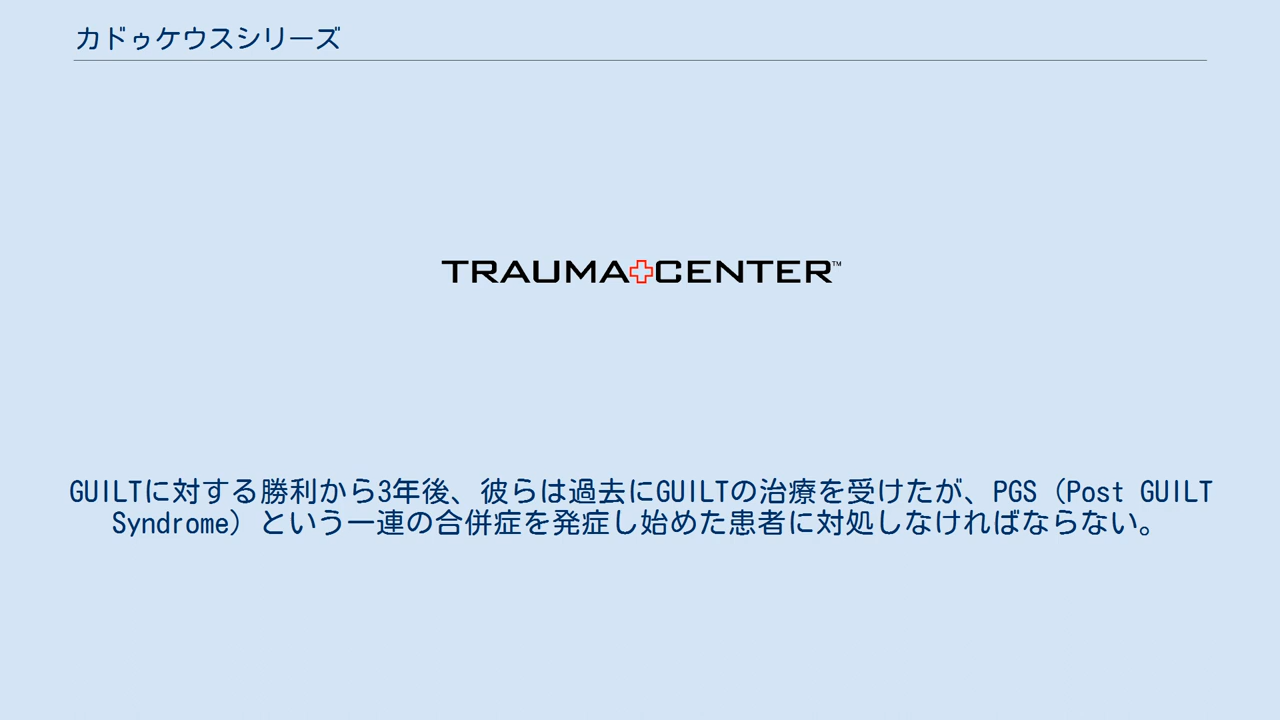 カドゥケウスシリーズ
TRAUMA CENTER™
GUILTに対する勝利から3年後、彼らは過去にGUILTの治療を受けたが、PGS（Post GUILT
Syndrome）という一連の合併症を発症し始めた患者に対処しなければならない。